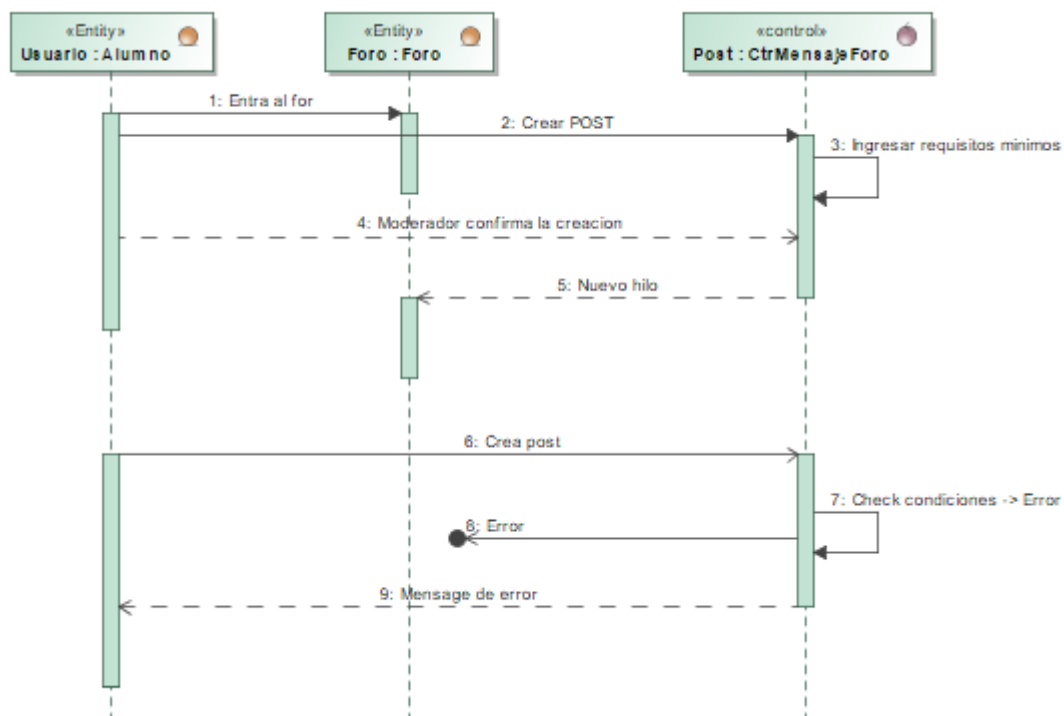 «Entity»
Usuario : Alumno
«Entity»
Foro : Foro
«control»
Post : CtrMensajeForo
1: Entra al for
2: Crear POST
3: Ingresar requisitos minimos
4: Moderador confirma la creacion
5: Nuevo hilo
6: Crea post
7: Check condiciones -> Error
8: Error
9: Mensage de error